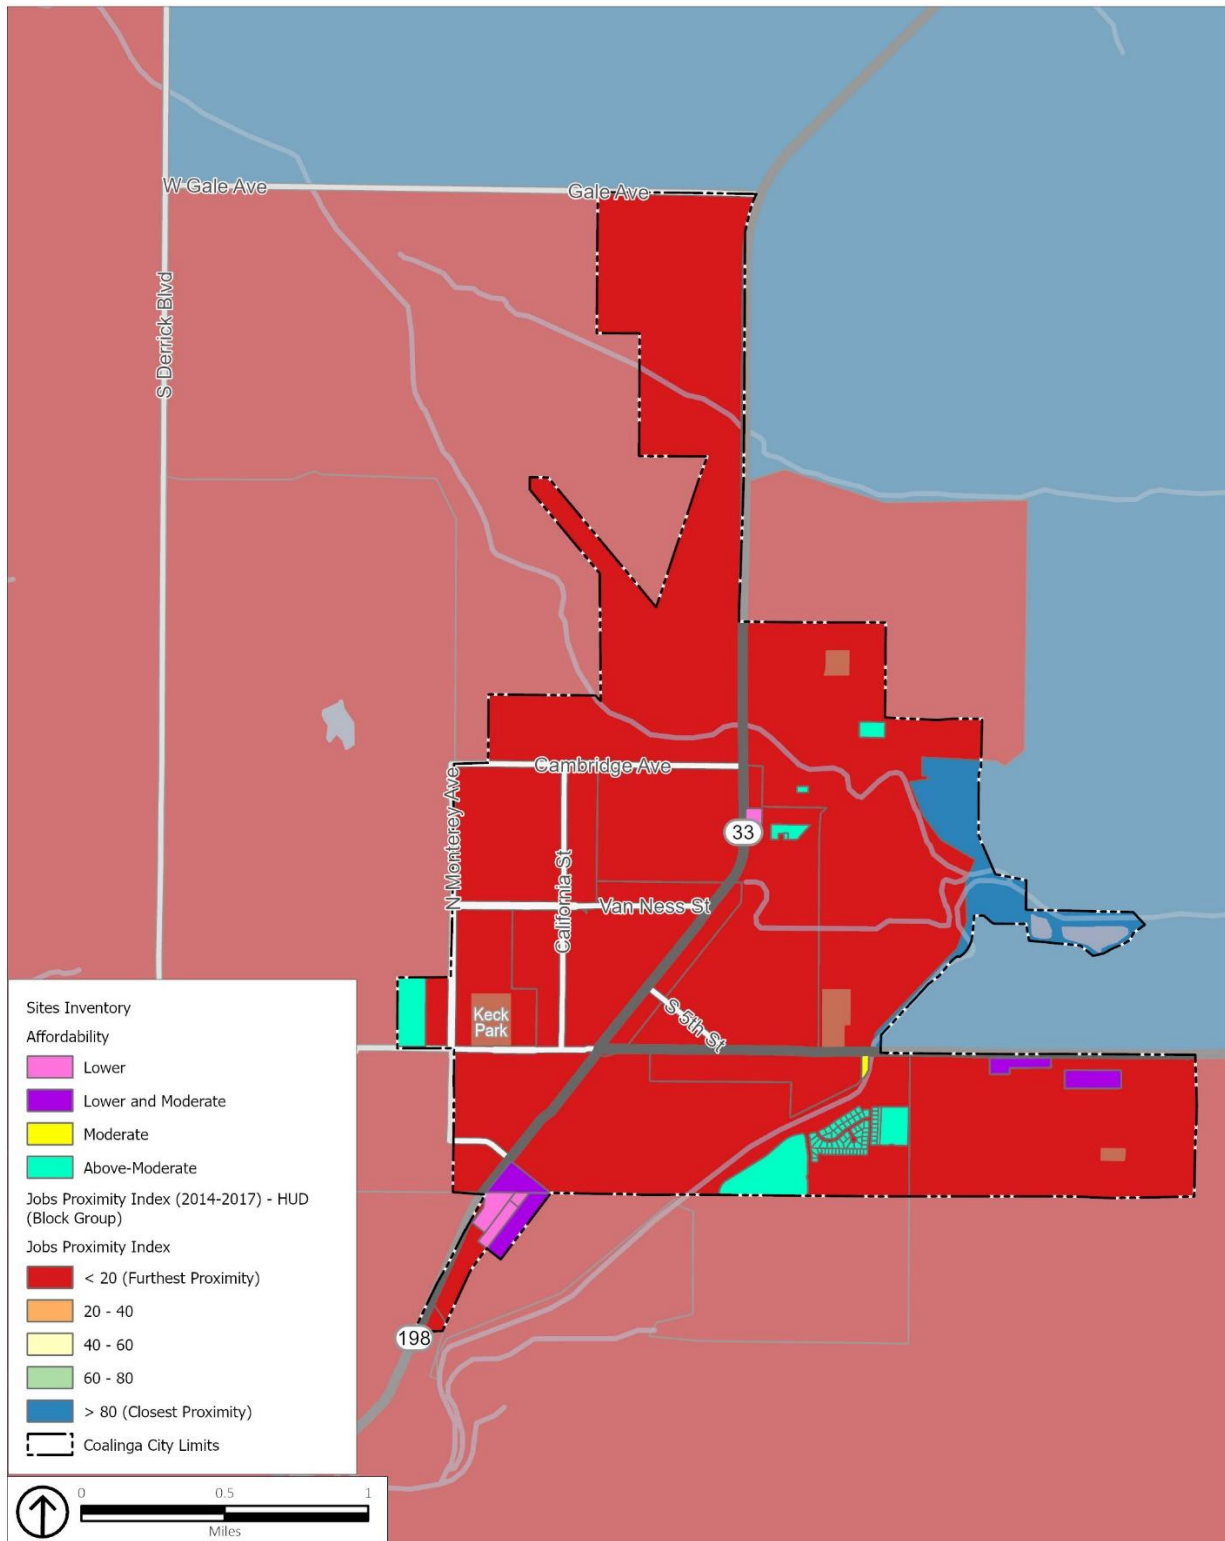 W Gale Ave
Gale Ave
S Derrick Blvd
Cambridge Ave
N Monterey Ave
33
California St
Van Ness St
S 5th St
Keck
Park
198
Sites Inventory
Affordability
Lower
Lower and Moderate
Moderate
Above-Moderate
Jobs Proximity Index (2014-2017) - HUD
(Block Group)
Jobs Proximity Index
< 20 (Furthest Proximity)
20 - 40
40 - 60
60 - 80
> 80 (Closest Proximity)
Coalinga City Limits
0 0.5 1
Miles